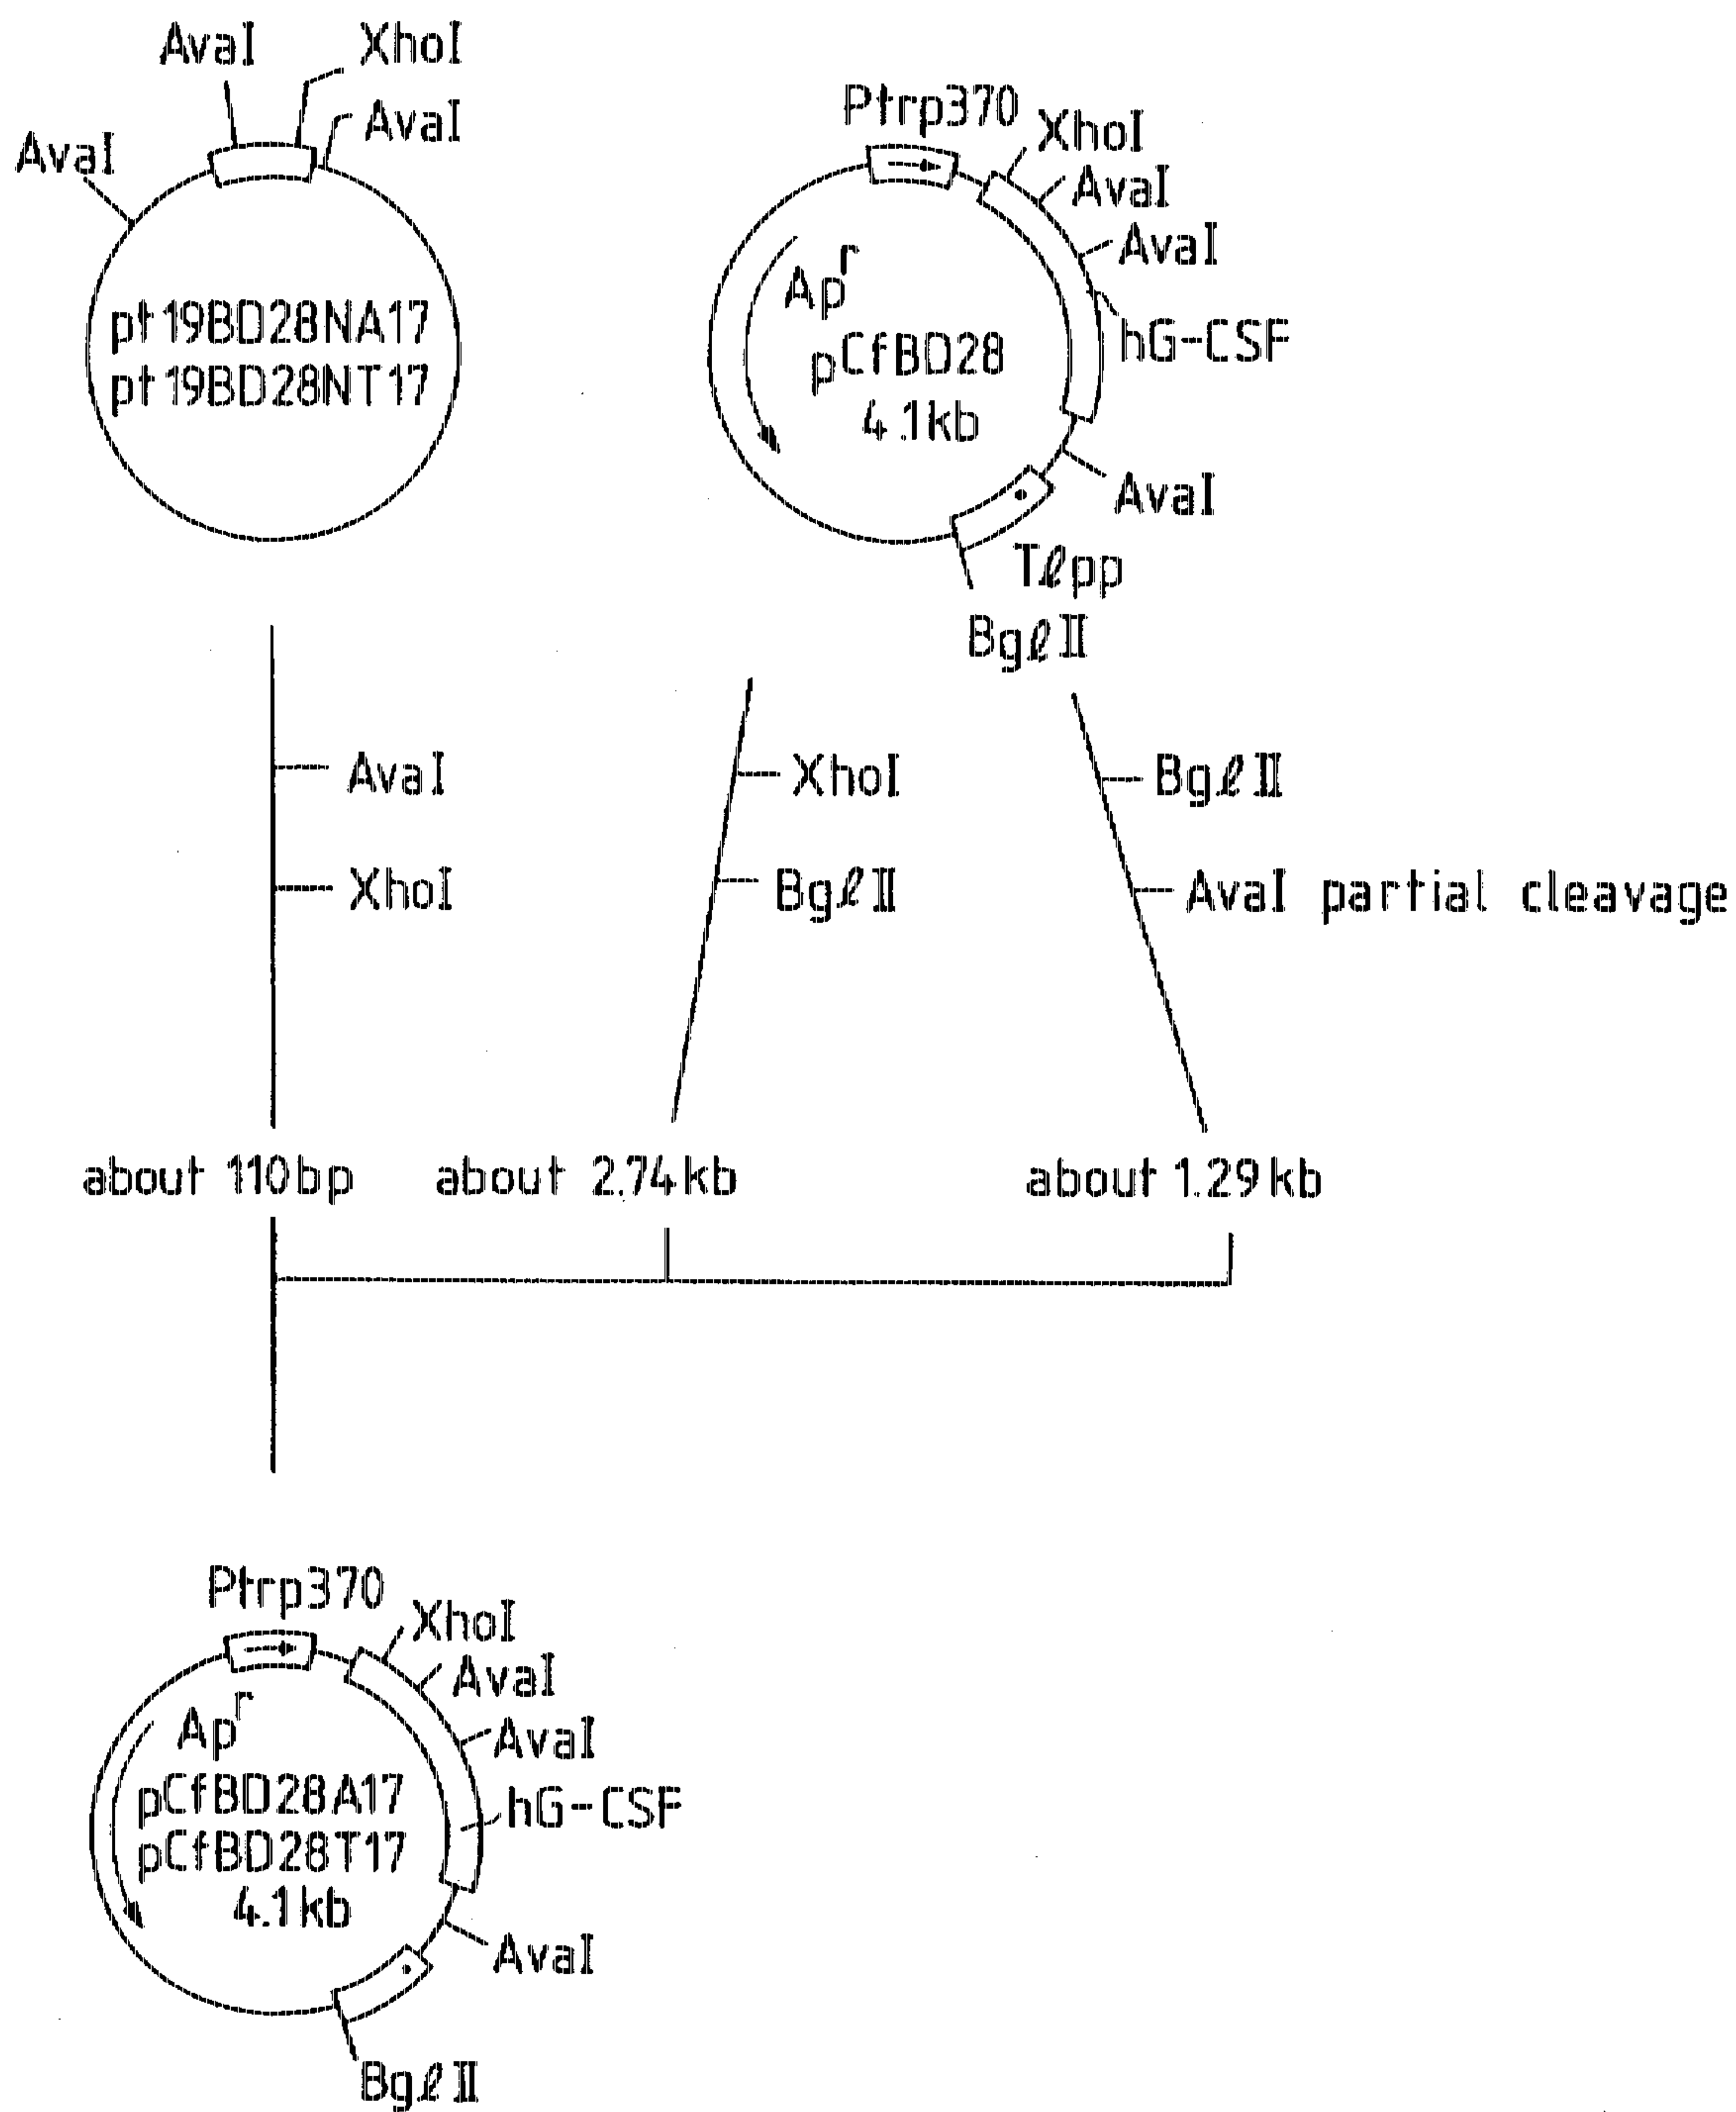 AvaI
XhoI
AvaI
AvaI
pt19BD28NA17
pt19BD28NT17
Ptrp370
XhoI
AvaI
AvaI
hG-CSF
Apr
pCfBD28
4.1kb
AvaI
Tℓpp
BgℓII
AvaI
XhoI
XhoI
BgℓII
BgℓII
AvaI partial cleavage
about 110bp
about 2.74kb
about 1.29kb
Ptrp370
XhoI
AvaI
AvaI
hG-CSF
Apr
pCfBD28A17
pCfBD28T17
4.1kb
AvaI
BgℓII